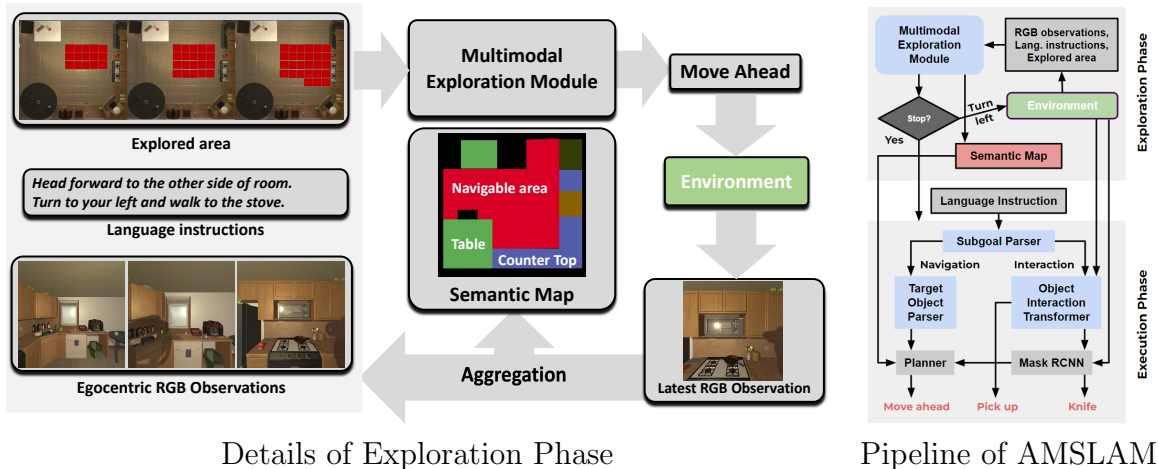 Explored area
Head forward to the other side of room.
Turn to your left and walk to the stove.
Language instructions
Egocentric RGB Observations
Multimodal
Exploration Module
Move Ahead
Environment
Navigable area
Table
Counter Top
Semantic Map
Aggregation
Latest RGB Observation
Details of Exploration Phase
Multimodal
Exploration
Module
RGB observations,
Lang. instructions,
Explored area
Stop?
Turn
left
Environment
Yes
Semantic Map
Exploration Phase
Language Instruction
Subgoal Parser
Navigation
Interaction
Target
Object
Parser
Object
Interaction
Transformer
Planner
Mask RCNN
Move ahead
Pick up
Knife
Execution Phase
Pipeline of AMSLAM